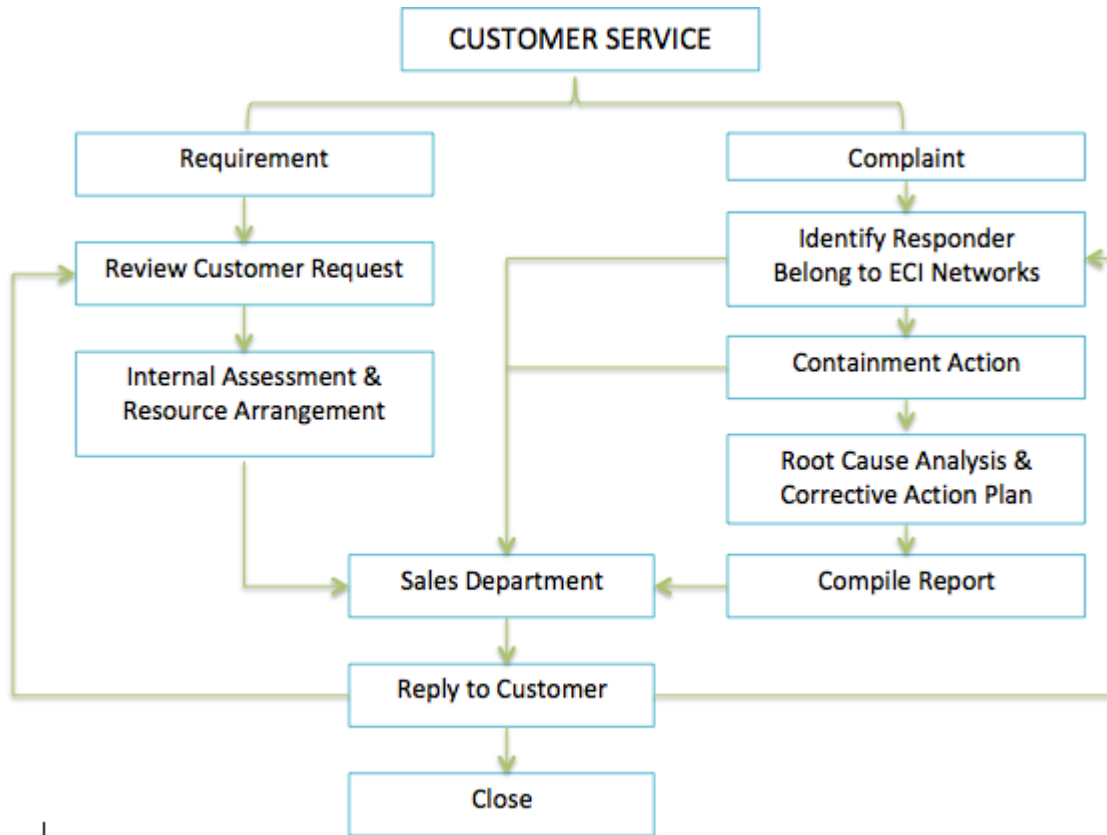 CUSTOMER SERVICE
Requirement
Complaint
Review Customer Request
Identify Responder
Belong to ECI Networks
Internal Assessment &
Resource Arrangement
Containment Action
Root Cause Analysis &
Corrective Action Plan
Sales Department
Compile Report
Reply to Customer
Close